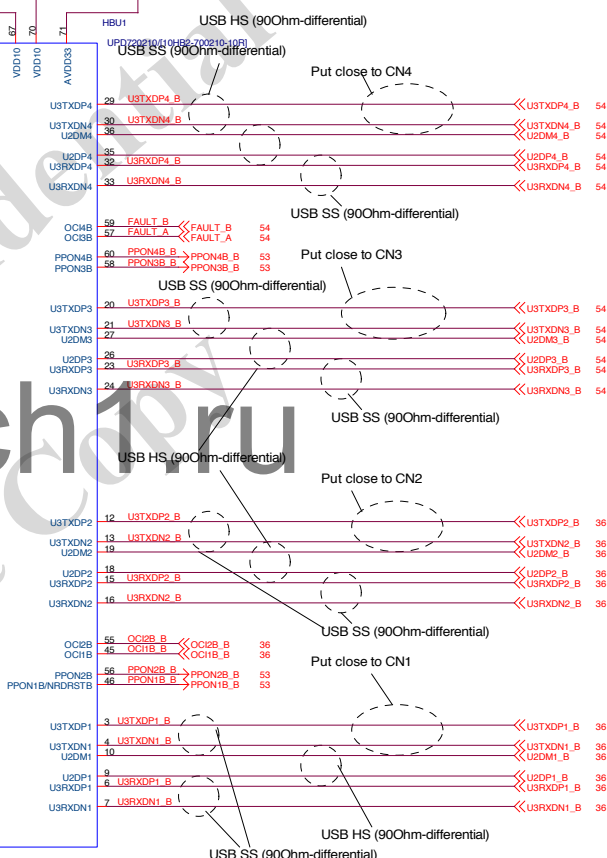 67
70
71
HBU1
USB HS (90Ohm-differential)
VDD10
VDD10
AVDD33
UPD720210/[10HB2-700210-10R]
USB SS (90Ohm-differential)
Put close to CN4
U3TXDP4 29 U3TXDP4_B U3TXDP4_B 54
U3TXDN4 30 U3TXDN4_B U3TXDN4_B 54
U2DM4 36 U2DM4_B 54
U2DP4 35 U2DP4_B 54
U3RXDP4 32 U3RXDP4_B U3RXDP4_B 54
U3RXDN4 33 U3RXDN4_B U3RXDN4_B 54
USB SS (90Ohm-differential)
OCI4B 59 FAULT_B FAULT_B 54
OCI3B 57 FAULT_A FAULT_A 54
Put close to CN3
PPON4B 60 PPON4B_B PPON4B_B 53
PPON3B 58 PPON3B_B PPON3B_B 53
USB SS (90Ohm-differential)
U3TXDP3 20 U3TXDP3_B U3TXDP3_B 54
U3TXDN3 21 U3TXDN3_B U3TXDN3_B 54
U2DM3 27 U2DM3_B 54
U2DP3 26 U2DP3_B 54
U3RXDP3 23 U3RXDP3_B U3RXDP3_B 54
U3RXDN3 24 U3RXDN3_B U3RXDN3_B 54
USB SS (90Ohm-differential)
ch1.ru
Copy
USB HS (90Ohm-differential)
Put close to CN2
U3TXDP2 12 U3TXDP2_B U3TXDP2_B 36
U3TXDN2 13 U3TXDN2_B U3TXDN2_B 36
U2DM2 19 U2DM2_B 36
U2DP2 18 U2DP2_B 36
U3RXDP2 15 U3RXDP2_B U3RXDP2_B 36
U3RXDN2 16 U3RXDN2_B U3RXDN2_B 36
USB SS (90Ohm-differential)
OCI2B 55 OCI2B_B OCI2B_B 36
OCI1B 45 OCI1B_B OCI1B_B 36
Put close to CN1
PPON2B 56 PPON2B_B PPON2B_B 53
PPON1B/NRDRSTB 46 PPON1B_B PPON1B_B 53
U3TXDP1 3 U3TXDP1_B U3TXDP1_B 36
U3TXDN1 4 U3TXDN1_B U3TXDN1_B 36
U2DM1 10 U2DM1_B 36
U2DP1 9 U2DP1_B 36
U3RXDP1 6 U3RXDP1_B U3RXDP1_B 36
U3RXDN1 7 U3RXDN1_B U3RXDN1_B 36
USB HS (90Ohm-differential)
USB SS (90Ohm-differential)